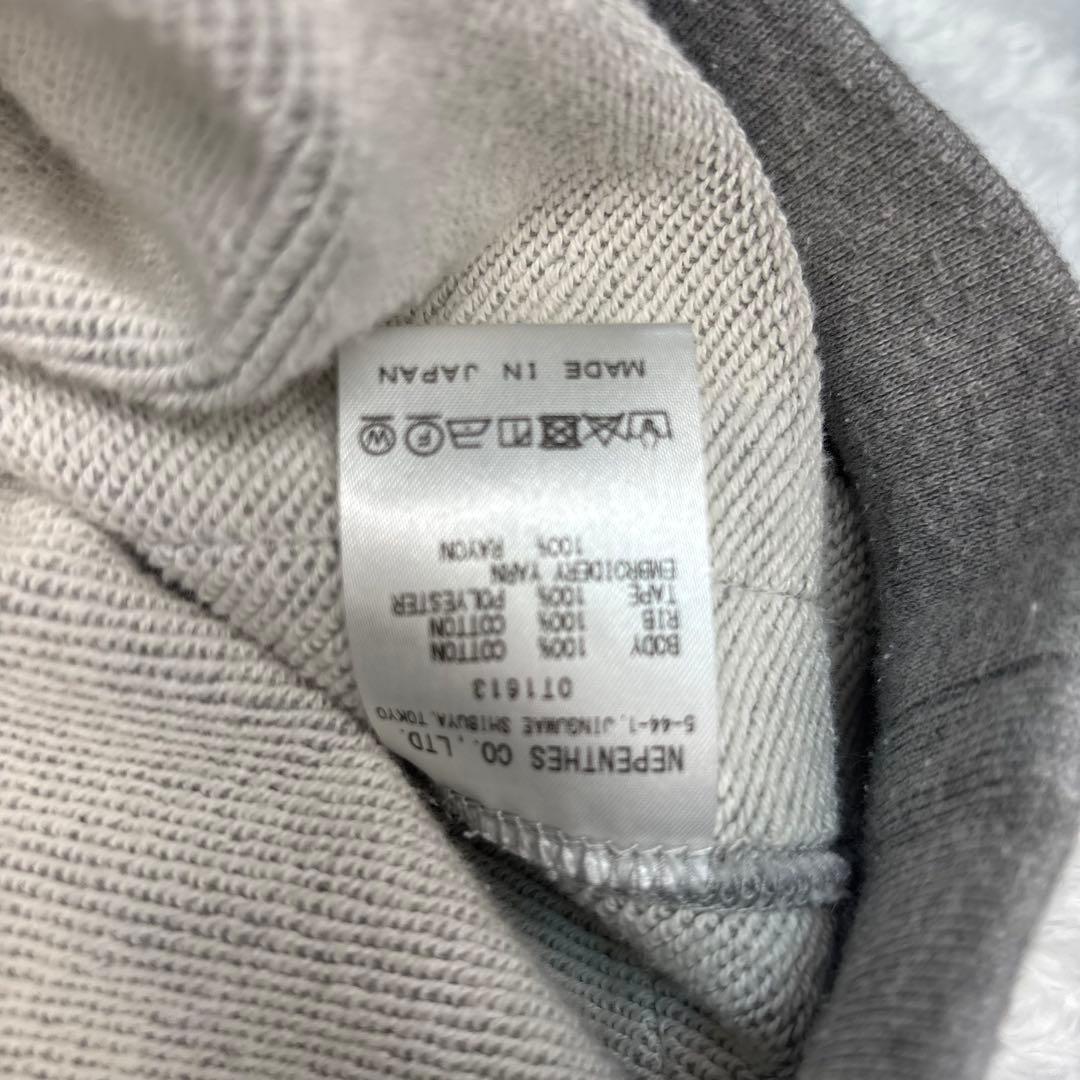 NEPENTHES CO., LTD.
5-44-1, JINGUMAE SHIBUYA, TOKYO
OT1613
BODY 100% COTTON
RIB 100% COTTON
TAPE 100% POLYESTER
EMBROIDERY YARN
100% RAYON
F W
MADE IN JAPAN